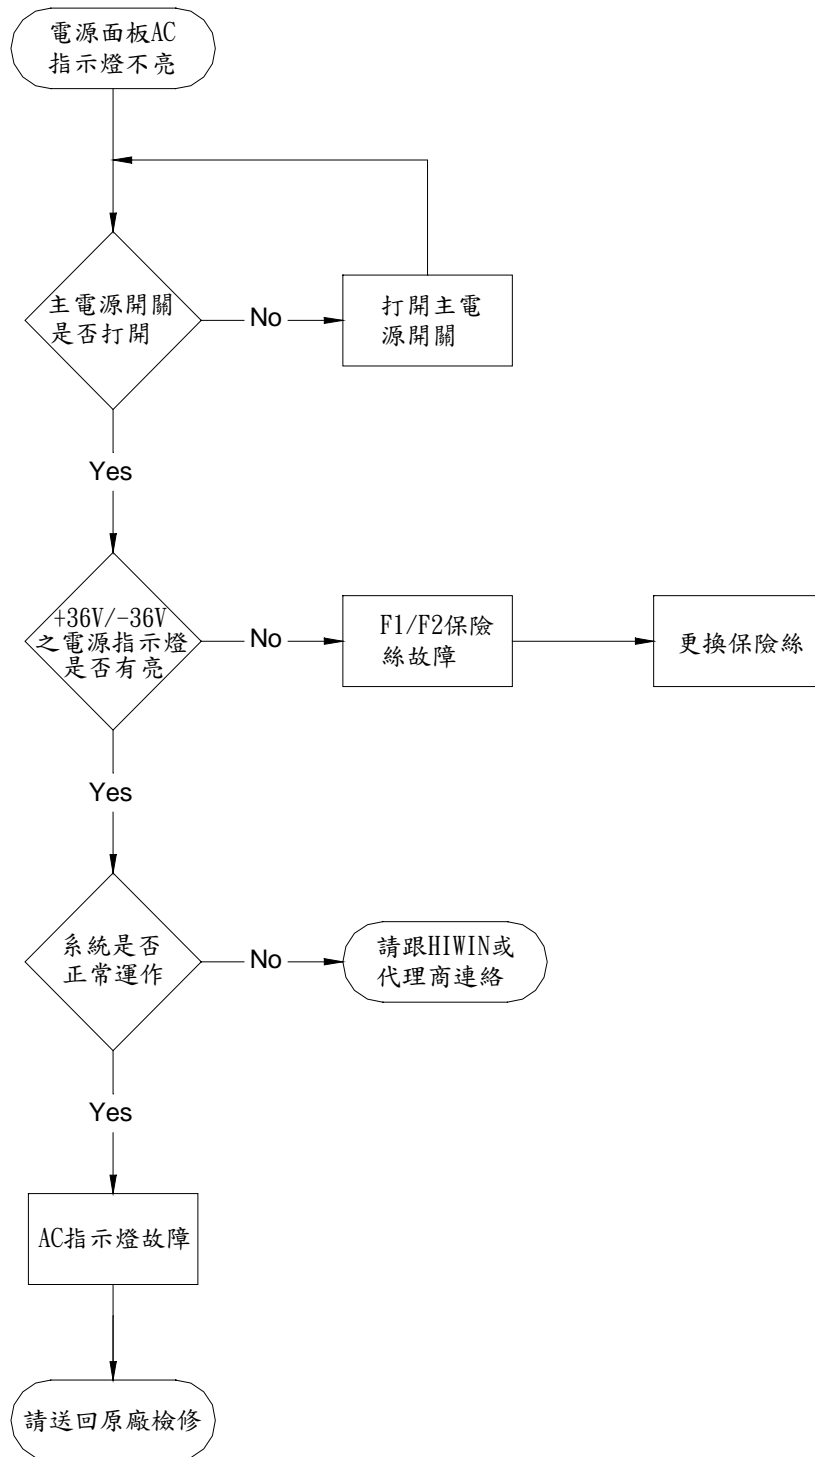 電源面板AC
指示燈不亮
主電源開關
是否打開
No
打開主電
源開關
Yes
+36V/-36V
之電源指示燈
是否有亮
No
F1/F2保險
絲故障
更換保險絲
Yes
系統是否
正常運作
No
請跟HIWIN或
代理商連絡
Yes
AC指示燈故障
請送回原廠檢修